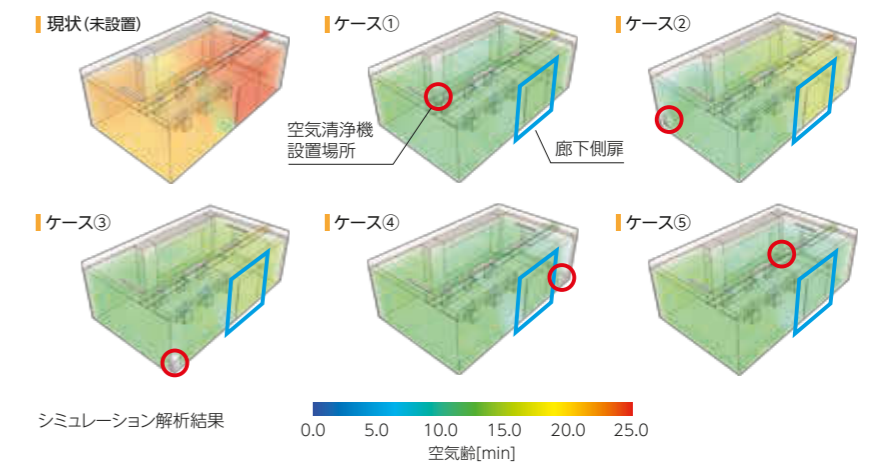 現状(未設置)
ケース①
ケース②
空気清浄機
設置場所
廊下側扉
ケース③
ケース④
ケース⑤
シミュレーション解析結果
0.0 5.0 10.0 15.0 20.0 25.0
空気齢[min]